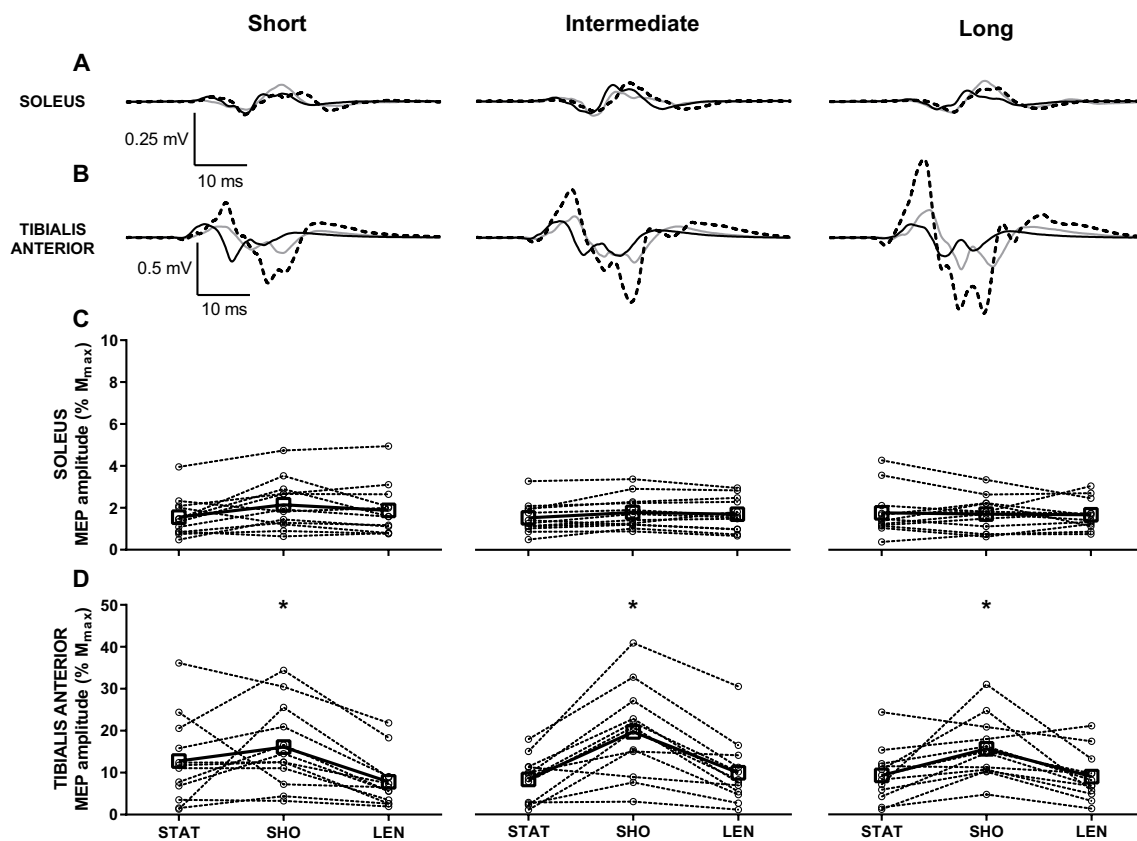 Short
Intermediate
Long
A
SOLEUS
0.25 mV
10 ms
B
TIBIALIS
ANTERIOR
0.5 mV
10 ms
C
SOLEUS
MEP amplitude (% Mmax)
10
8
6
4
2
0
D
TIBIALIS ANTERIOR
MEP amplitude (% Mmax)
50
40
30
20
10
0
* * *
STAT SHO LEN STAT SHO LEN STAT SHO LEN